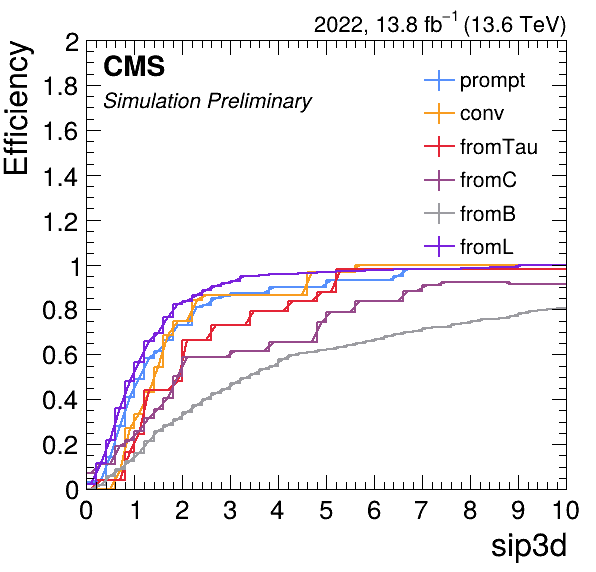 2022, 13.8 fb⁻¹ (13.6 TeV)
CMS
Simulation Preliminary
prompt
conv
fromTau
fromC
fromB
fromL
Efficiency
2
1.8
1.6
1.4
1.2
1
0.8
0.6
0.4
0.2
0
0 1 2 3 4 5 6 7 8 9 10
sip3d